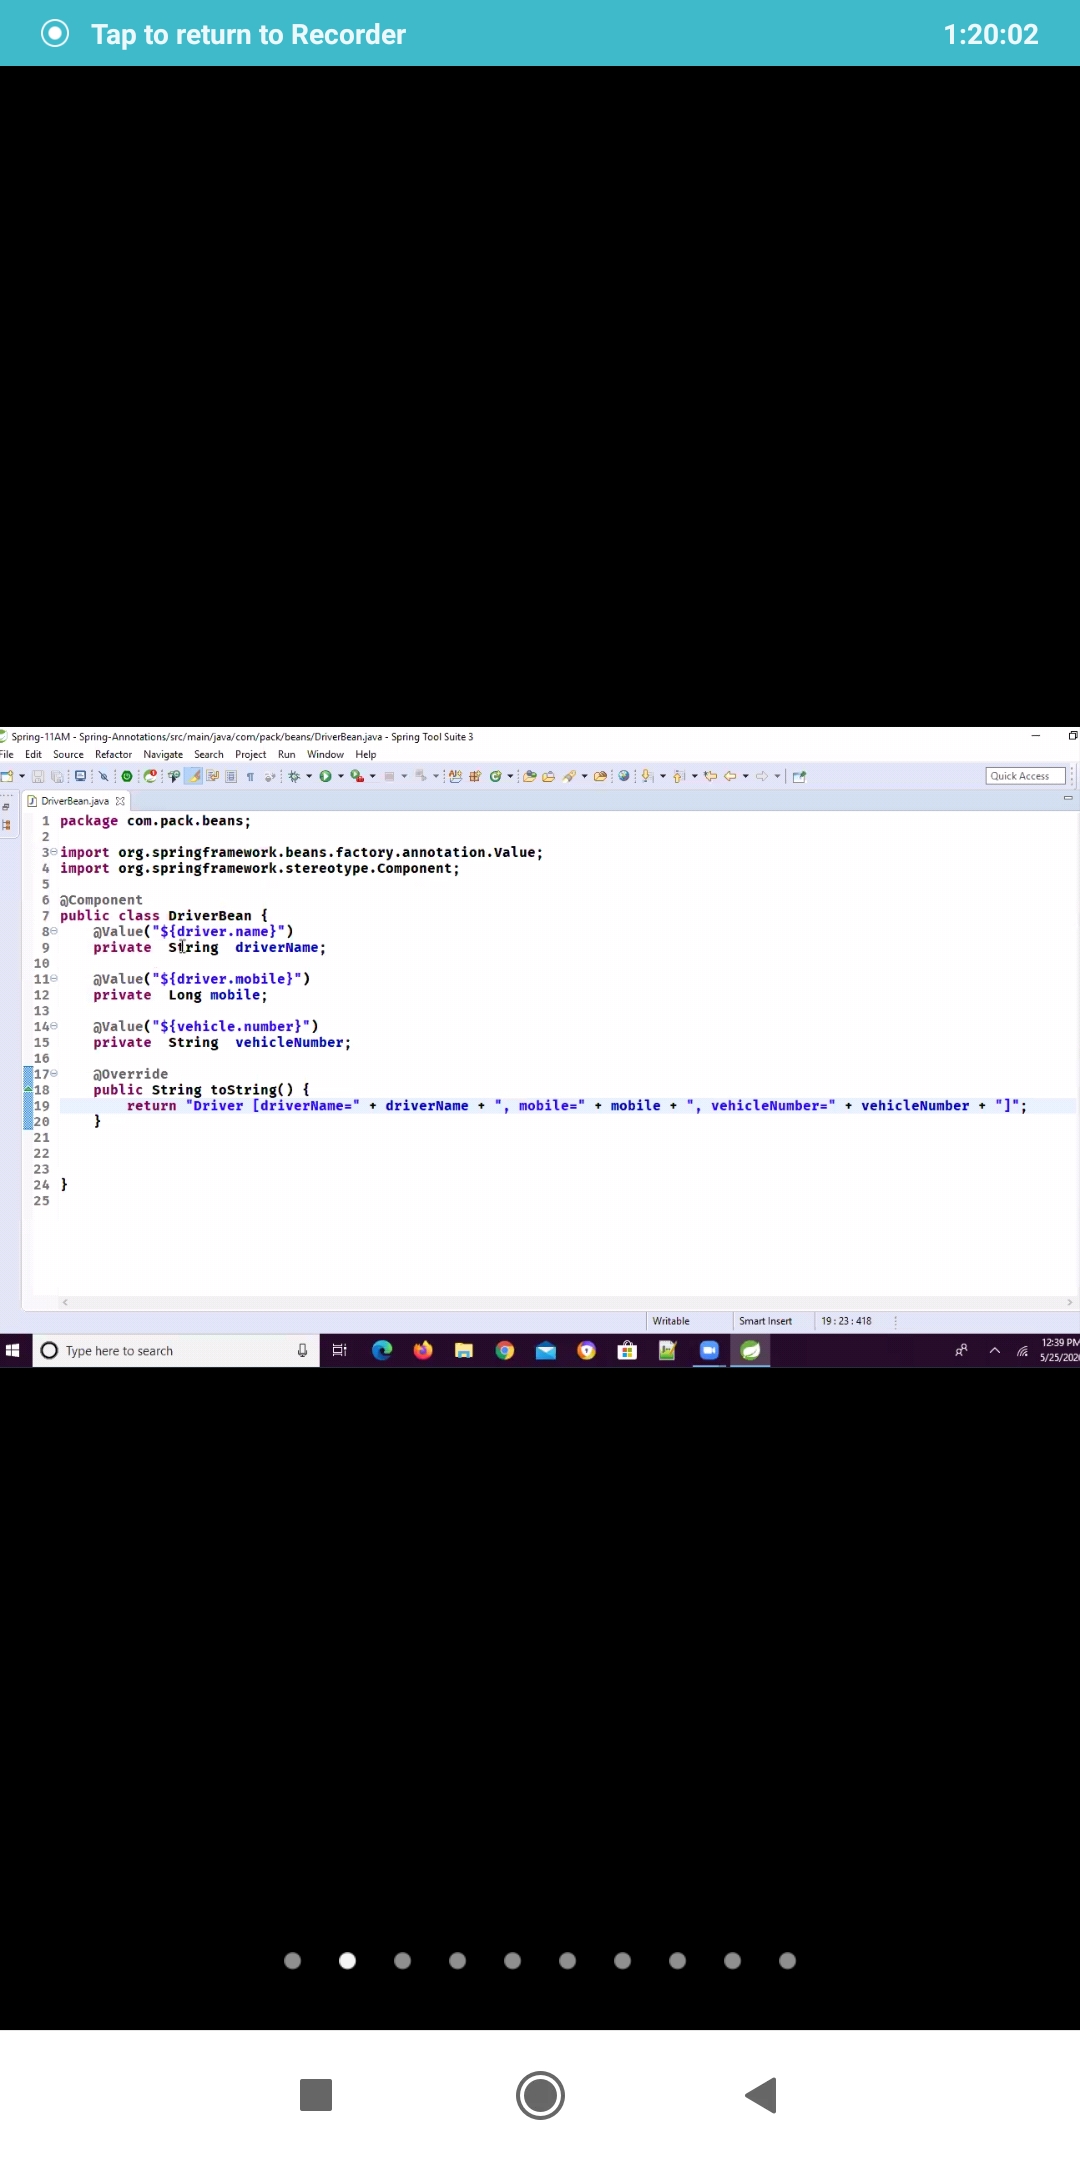 Tap to return to Recorder 1:20:02
Spring-11AM - Spring-Annotations/src/main/java/com/pack/beans/DriverBean.java - Spring Tool Suite 3
File Edit Source Refactor Navigate Search Project Run Window Help
Quick Access
DriverBean.java
1 package com.pack.beans;
2
3 import org.springframework.beans.factory.annotation.Value;
4 import org.springframework.stereotype.Component;
5
6 @Component
7 public class DriverBean {
8 @Value("${driver.name}")
9 private String driverName;
10
11 @Value("${driver.mobile}")
12 private Long mobile;
13
14 @Value("${vehicle.number}")
15 private String vehicleNumber;
16
17 @Override
18 public String toString() {
19 return "Driver [driverName=" + driverName + ", mobile=" + mobile + ", vehicleNumber=" + vehicleNumber + "]";
20 }
21
22
23
24 }
25
Writable Smart Insert 19 : 23 : 418
Type here to search
12:39 PM
5/25/202